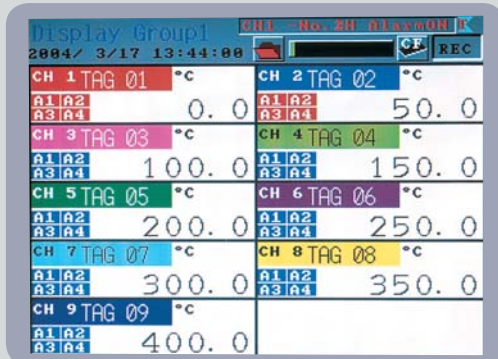 Display Group1
CH1 -No.2H AlarmON
2004/ 3/17 13:44:00
CF
REC
CH 1 TAG 01 °C
A1 A2
A3 A4
0. 0
CH 2 TAG 02 °C
A1 A2
A3 A4
50. 0
CH 3 TAG 03 °C
A1 A2
A3 A4
100. 0
CH 4 TAG 04 °C
A1 A2
A3 A4
150. 0
CH 5 TAG 05 °C
A1 A2
A3 A4
200. 0
CH 6 TAG 06 °C
A1 A2
A3 A4
250. 0
CH 7 TAG 07 °C
A1 A2
A3 A4
300. 0
CH 8 TAG 08 °C
A1 A2
A3 A4
350. 0
CH 9 TAG 09 °C
A1 A2
A3 A4
400. 0